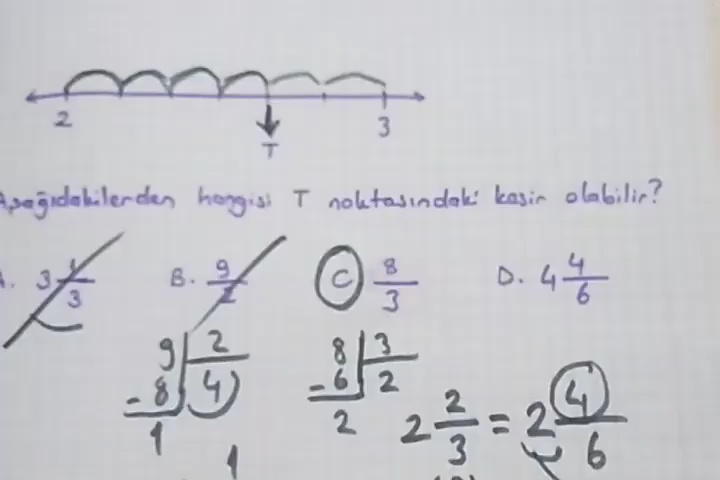 2 3
T
Aşağıdakilerden hangisi T noktasındaki kesir olabilir?
A. 3 1/3 B. 9/2 C 8/3 D. 4 4/6
9 2 8 3
-8 4 -6 2
1 2 2 2/3 = 2 4/6
1